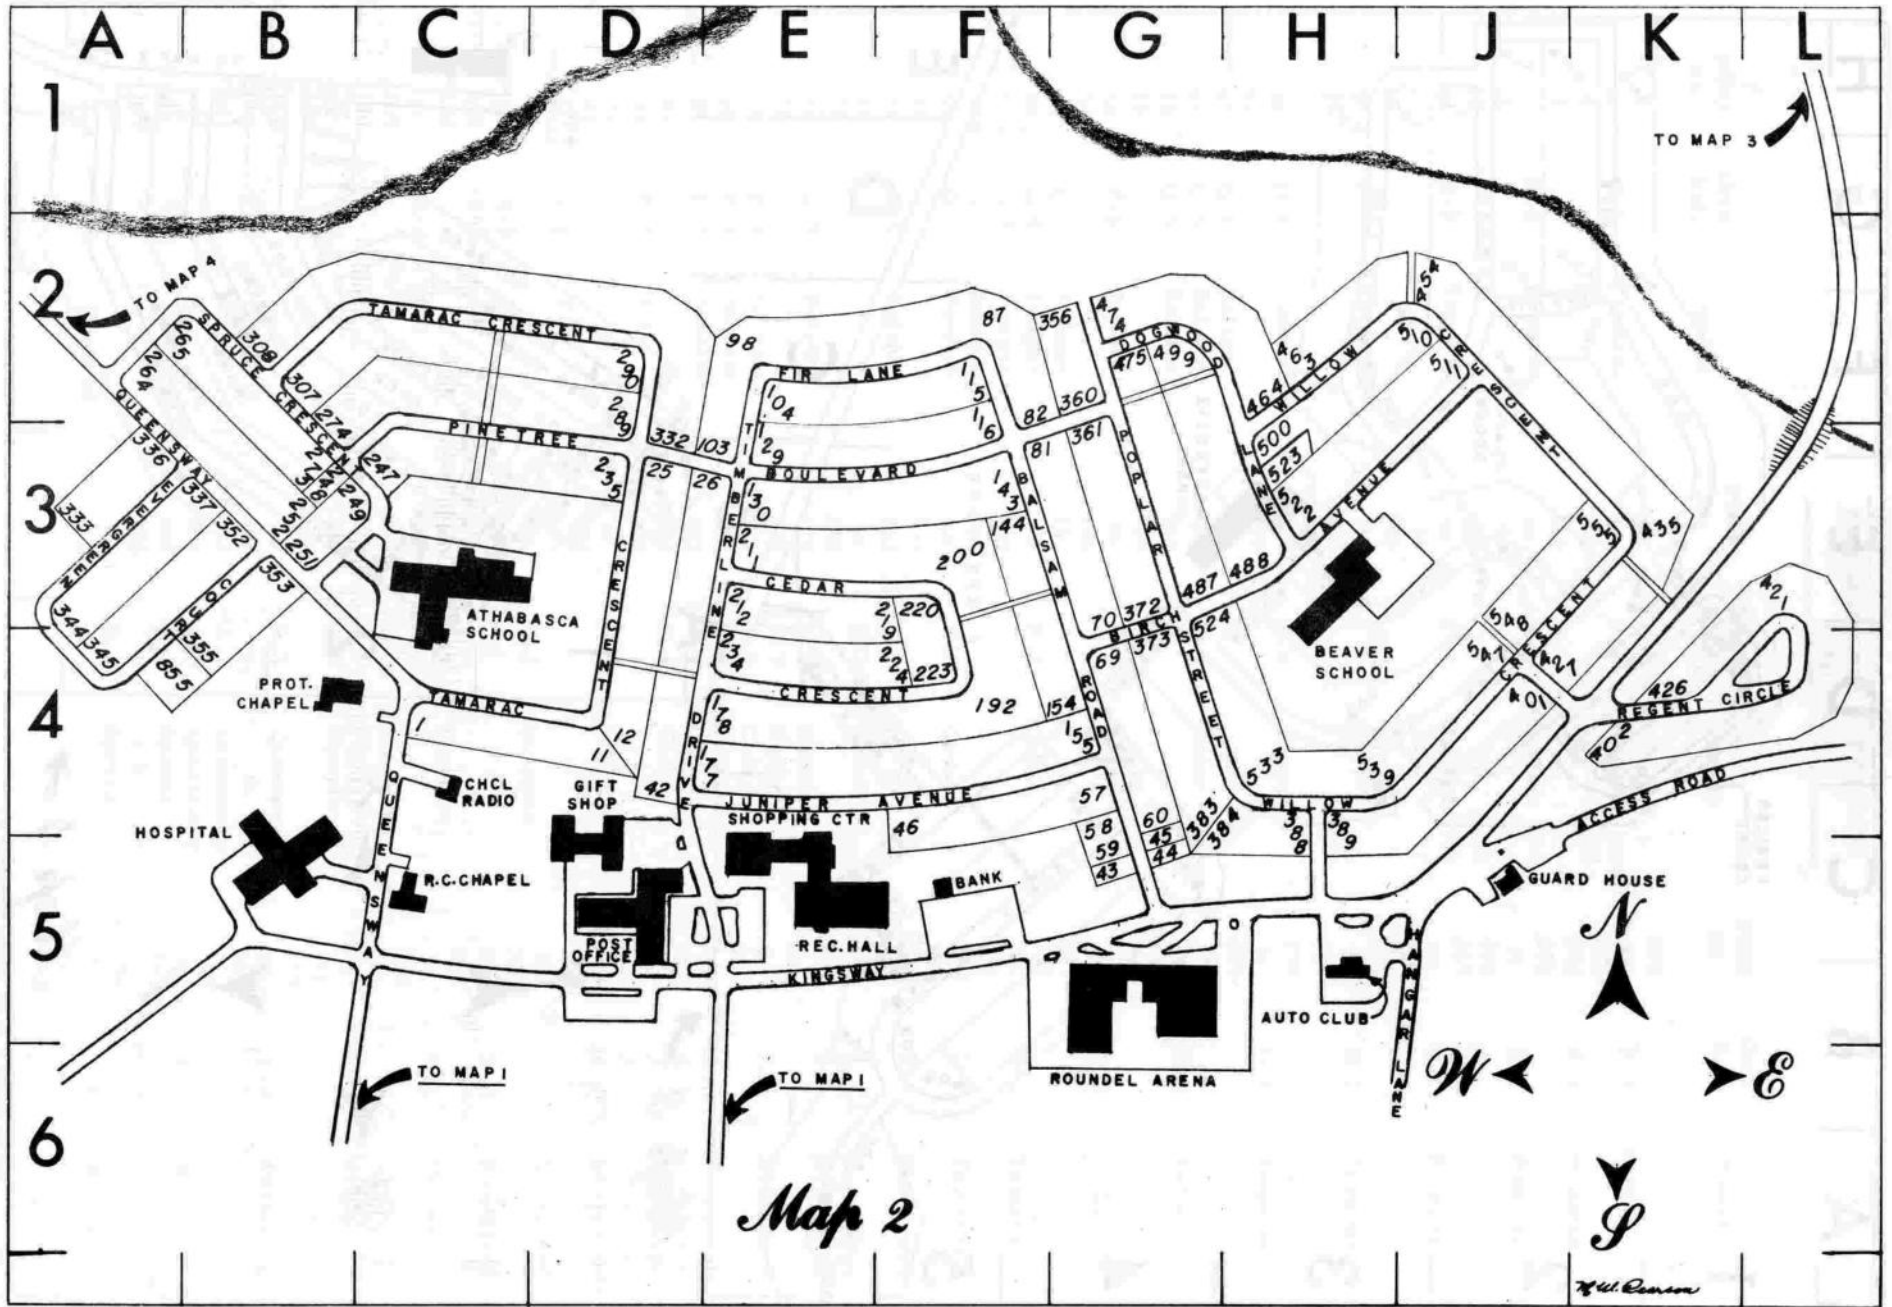 A B C D E F G H J K L
1
TO MAP 3
2
TO MAP 4
454
TAMARAC CRESCENT
SPRUCE CRESCENT
265
308
87
356
474
98
DOGWOOD LANE
475 499
463
510
CRESCENT
264
307
290
FIR LANE
115
511
WILLOW
274
289
104
116
82 360
464
QUEENSWAY
PINETREE CRESCENT
332 103
129
81
361
POPLAR
500
336
273
248
247
235
25
26
TIMBERLINE DRIVE
BOULEVARD
BALSAM ROAD
523
522
WILLOW
AVENUE
3
333
337
352
252
249
130
143
144
555
435
EVERGREEN COURT
251
211
200
353
CEDAR CRESCENT
487 488
421
212
219
220
344
345
ATHABASCA
SCHOOL
70 372
BIRCH STREET
524
548
CRESCENT
355
855
234
224
223
69
373
547
427
BEAVER
SCHOOL
4
PROT.
CHAPEL
TAMARAC
1
178
192
154
155
401
426
REGENT CIRCLE
402
12
11
177
533
539
CHCL
RADIO
GIFT
SHOP
42
JUNIPER AVENUE
57
WILLOW
ACCESS ROAD
HOSPITAL
QUEENSWAY
SHOPPING CTR
46
58
60
383
384
388
389
59
45
43
44
R.C. CHAPEL
BANK
GUARD HOUSE
5
POST
OFFICE
REC. HALL
KINGSWAY
HANGAR LANE
N
AUTO CLUB
TO MAP 1
TO MAP 1
ROUNDEL ARENA
W
E
6
Map 2
S